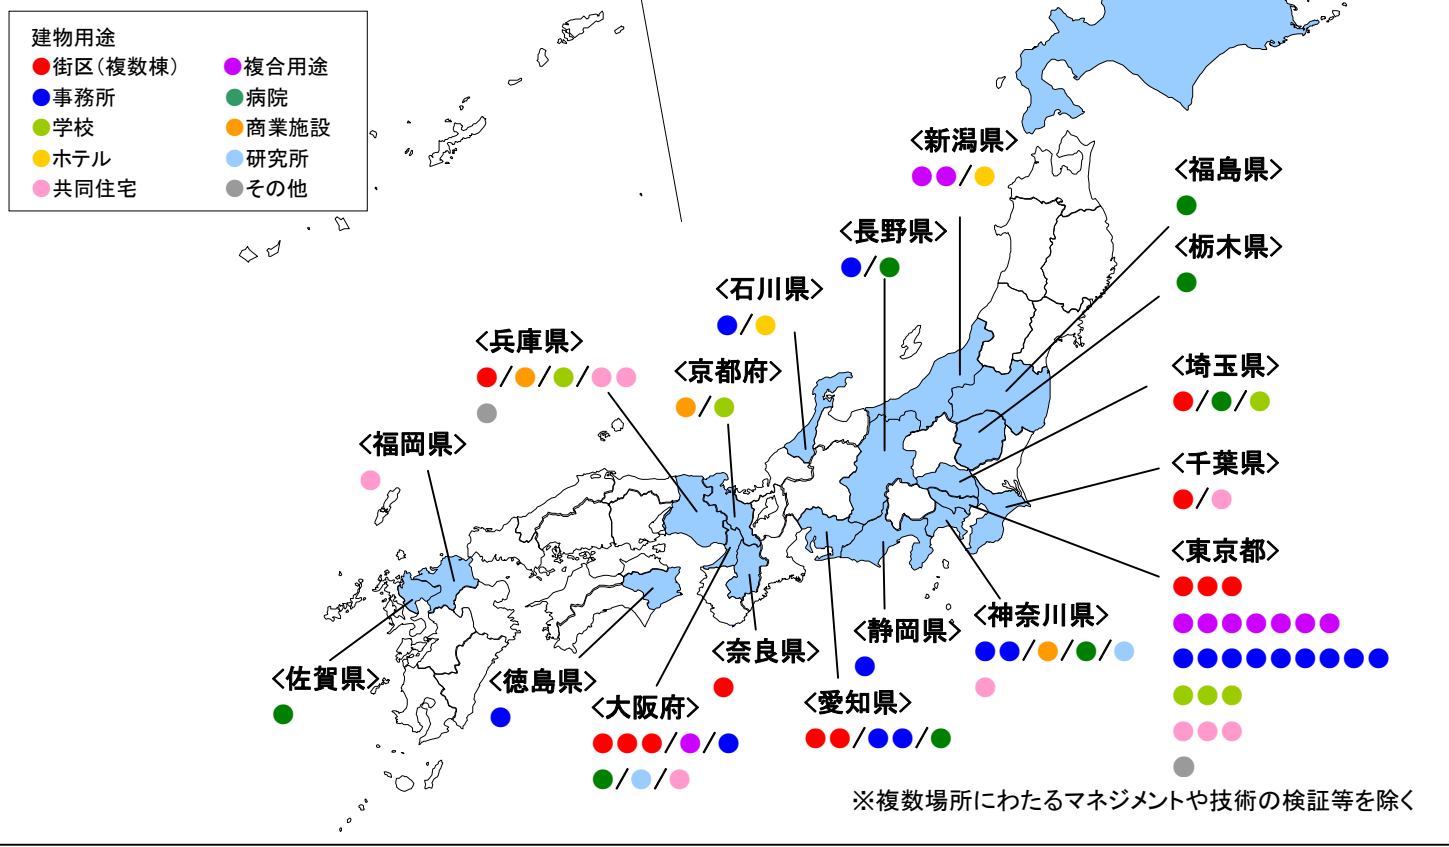 建物用途
街区（複数棟）
複合用途
事務所
病院
学校
商業施設
ホテル
研究所
共同住宅
その他
<新潟県>
/
<福島県>
<長野県>
/
<栃木県>
<石川県>
/
<兵庫県>
/ / /
<京都府>
/
<埼玉県>
/ /
<福岡県>
<千葉県>
/
<東京都>
<神奈川県>
/ / /
<静岡県>
<奈良県>
<佐賀県>
<徳島県>
<大阪府>
/ /
/ /
<愛知県>
/ /
※複数場所にわたるマネジメントや技術の検証等を除く